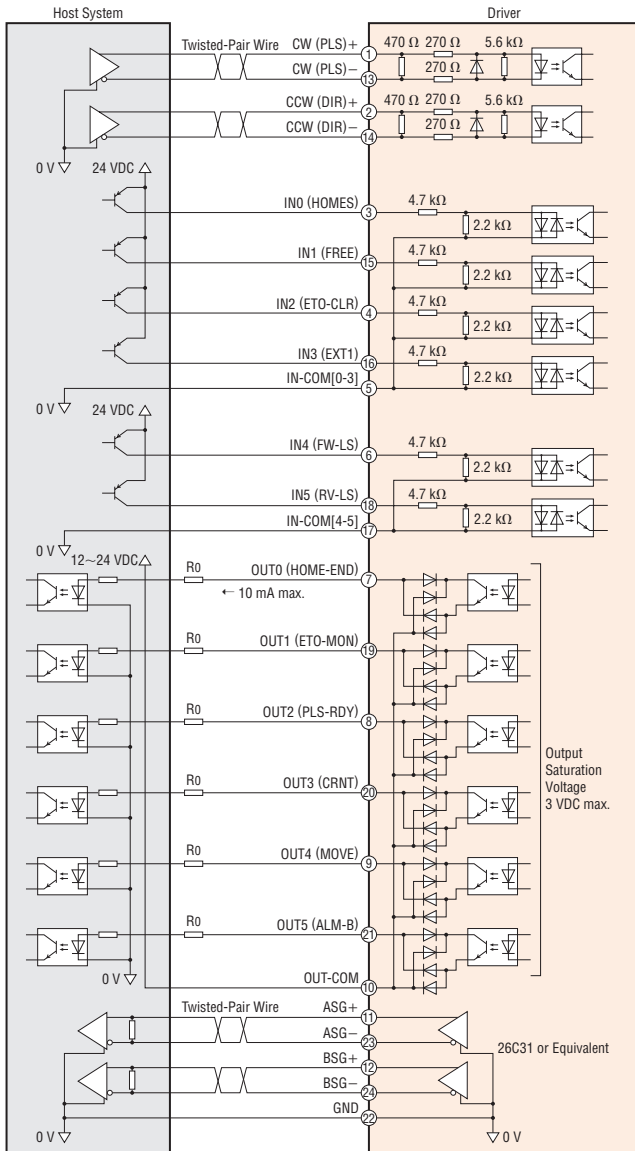 Host System
Driver
Twisted-Pair Wire
CW (PLS)+
1
470 Ω
270 Ω
5.6 kΩ
CW (PLS)−
13
270 Ω
CCW (DIR)+
2
470 Ω
270 Ω
5.6 kΩ
CCW (DIR)−
14
270 Ω
0 V
24 VDC
IN0 (HOMES)
3
4.7 kΩ
2.2 kΩ
IN1 (FREE)
15
4.7 kΩ
2.2 kΩ
IN2 (ETO-CLR)
4
4.7 kΩ
2.2 kΩ
IN3 (EXT1)
16
4.7 kΩ
IN-COM[0-3]
5
2.2 kΩ
0 V
24 VDC
IN4 (FW-LS)
6
4.7 kΩ
2.2 kΩ
IN5 (RV-LS)
18
4.7 kΩ
IN-COM[4-5]
17
2.2 kΩ
0 V
12~24 VDC
R0
OUT0 (HOME-END)
7
← 10 mA max.
R0
OUT1 (ETO-MON)
19
R0
OUT2 (PLS-RDY)
8
Output
Saturation
Voltage
3 VDC max.
R0
OUT3 (CRNT)
20
R0
OUT4 (MOVE)
9
R0
OUT5 (ALM-B)
21
0 V
OUT-COM
10
Twisted-Pair Wire
ASG+
11
ASG−
23
26C31 or Equivalent
BSG+
12
BSG−
24
GND
22
0 V
0 V